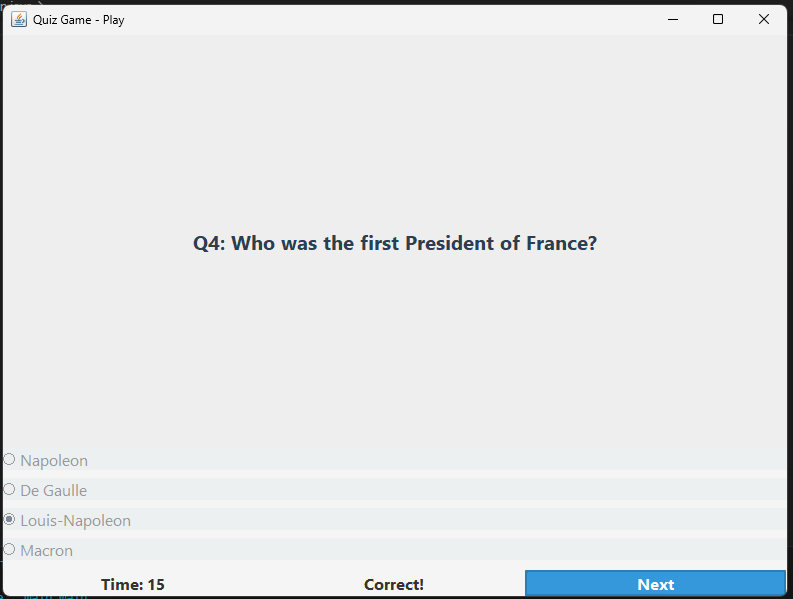 Quiz Game - Play
Q4: Who was the first President of France?
Napoleon
De Gaulle
Louis-Napoleon
Macron
Time: 15 Correct! Next